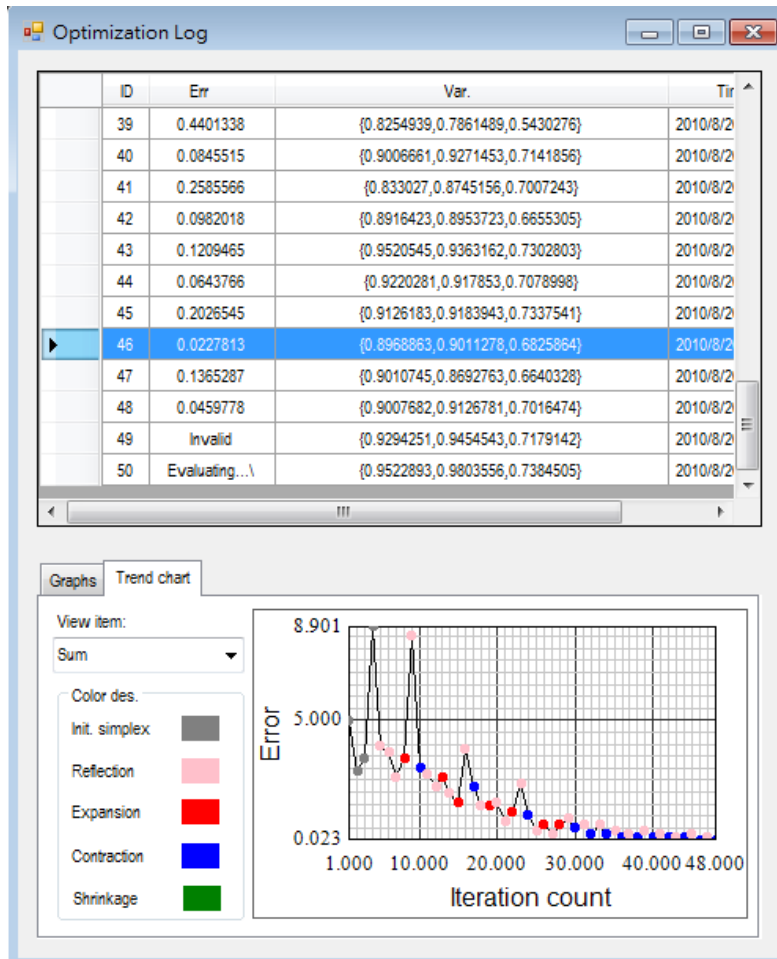 Optimization Log
ID Err Var. Tir
39 0.4401338 {0.8254939,0.7861489,0.5430276} 2010/8/2
40 0.0845515 {0.9006661,0.9271453,0.7141856} 2010/8/2
41 0.2585566 {0.833027,0.8745156,0.7007243} 2010/8/2
42 0.0982018 {0.8916423,0.8953723,0.6655305} 2010/8/2
43 0.1209465 {0.9520545,0.9363162,0.7302803} 2010/8/2
44 0.0643766 {0.9220281,0.917853,0.7078998} 2010/8/2
45 0.2026545 {0.9126183,0.9183943,0.7337541} 2010/8/2
46 0.0227813 {0.8968863,0.9011278,0.6825864} 2010/8/2
47 0.1365287 {0.9010745,0.8692763,0.6640328} 2010/8/2
48 0.0459778 {0.9007682,0.9126781,0.7016474} 2010/8/2
49 Invalid {0.9294251,0.9454543,0.7179142} 2010/8/2
50 Evaluating...\ {0.9522893,0.9803556,0.7384505} 2010/8/2
Graphs Trend chart
View item:
Sum
Color des.
Init. simplex
Reflection
Expansion
Contraction
Shrinkage
8.901
5.000
0.023
Error
1.000 10.000 20.000 30.000 40.000 48.000
Iteration count